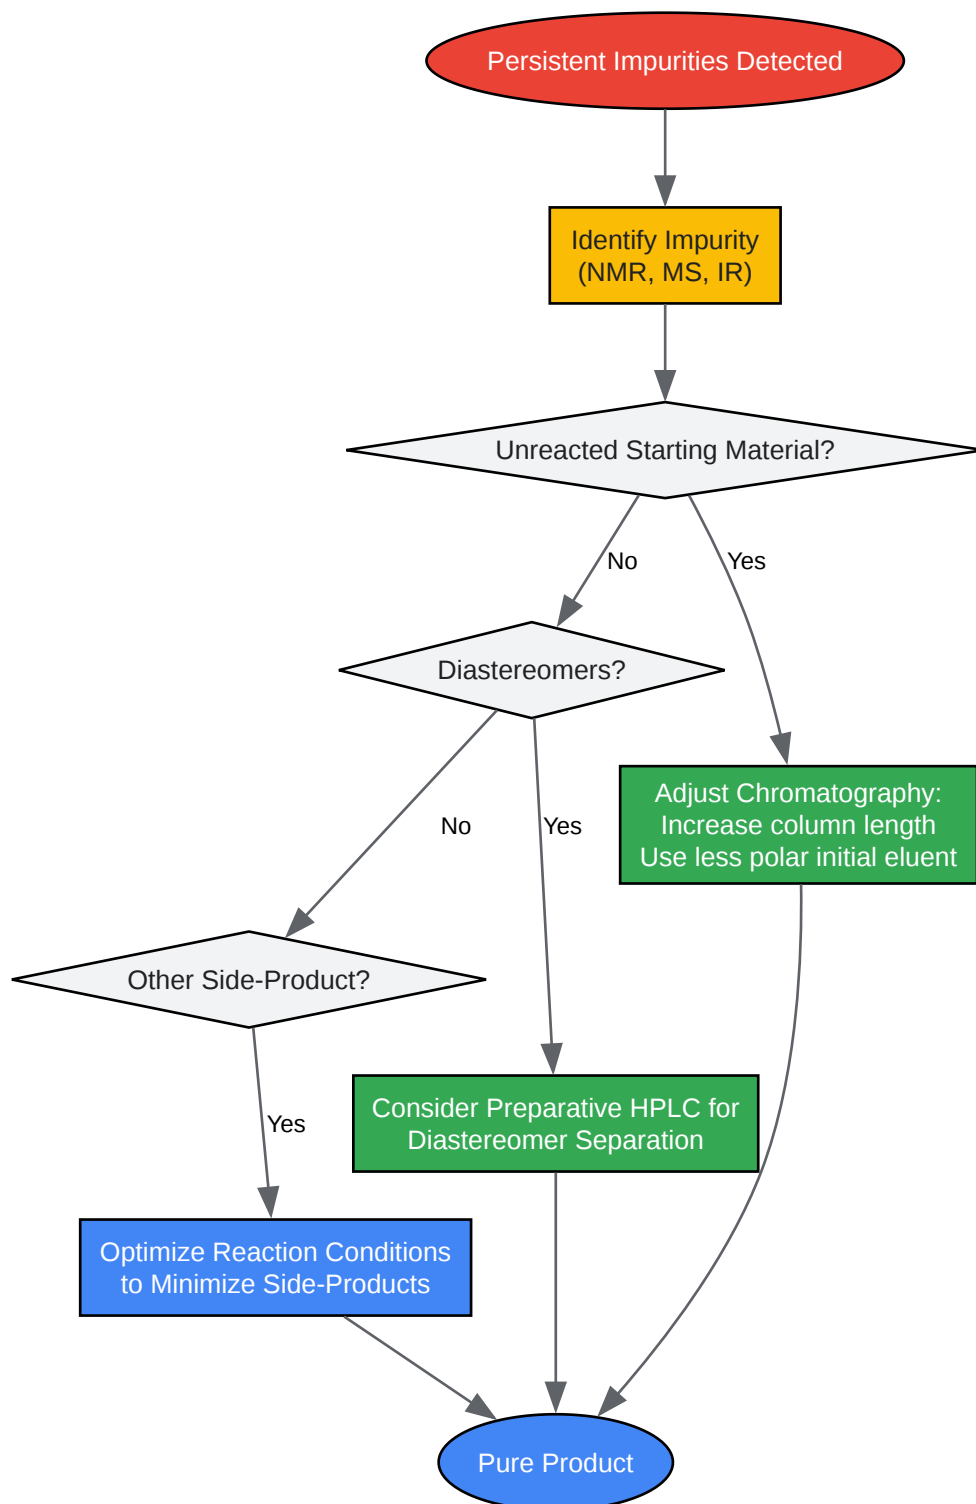 Persistent Impurities Detected
Identify Impurity
(NMR, MS, IR)
Unreacted Starting Material?
No
Yes
Diastereomers?
Adjust Chromatography:
Increase column length
Use less polar initial eluent
No
Yes
Other Side-Product?
Consider Preparative HPLC for
Diastereomer Separation
Yes
Optimize Reaction Conditions
to Minimize Side-Products
Pure Product